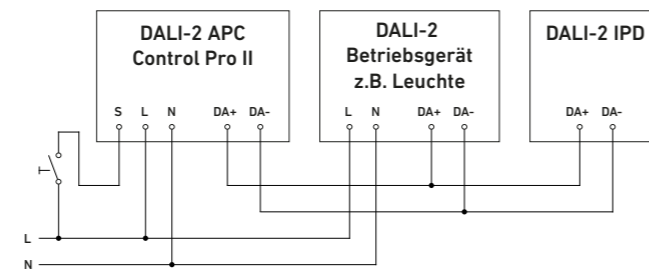 DALI-2 APC
Control Pro II
S L N DA+ DA-
DALI-2
Betriebsgerät
z.B. Leuchte
L N DA+ DA-
DALI-2 IPD
DA+ DA-
L
N